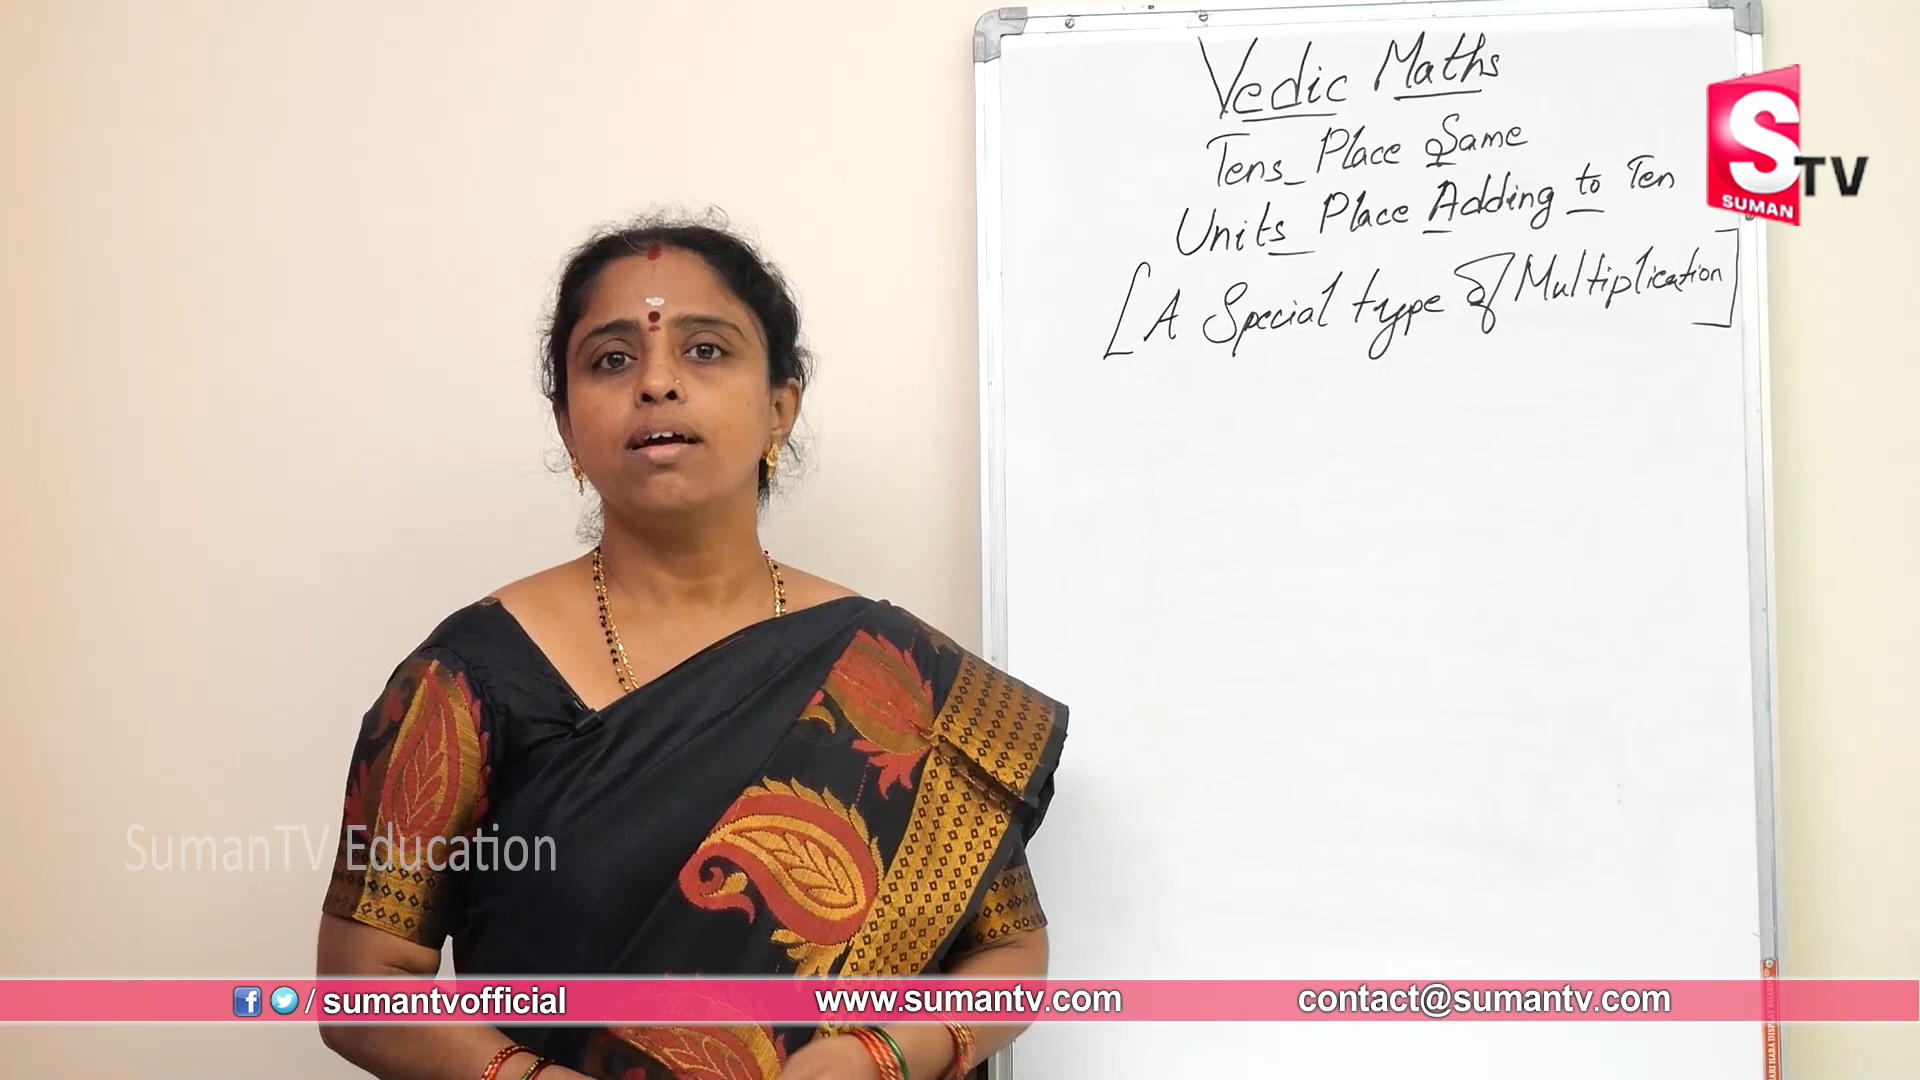 Vedic Maths
Tens Place Same
Units Place Adding to Ten
[A Special type of Multiplication]
S TV
SUMAN
SumanTV Education
/ sumantvofficial
www.sumantv.com
contact@sumantv.com